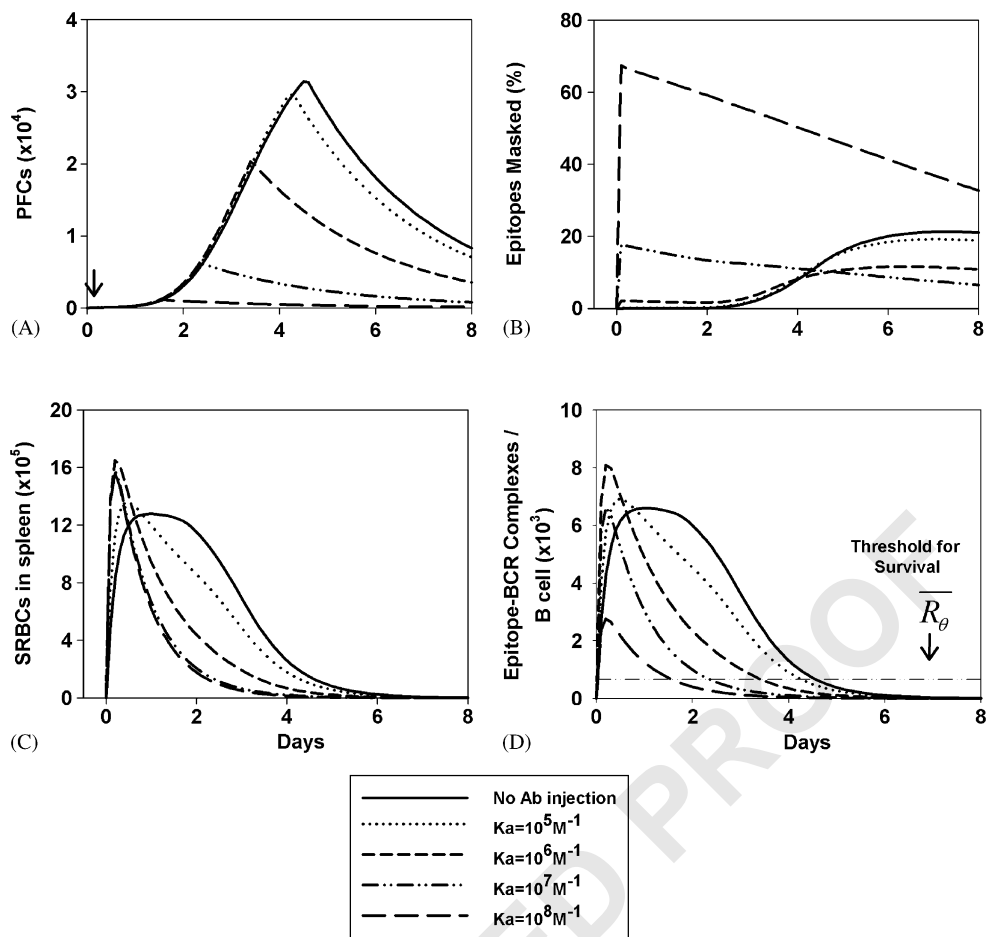 4
3
2
1
0
PFCs (x10⁴)
0 2 4 6 8
(A)
80
60
40
20
0
Epitopes Masked (%)
0 2 4 6 8
(B)
20
16
12
8
4
0
SRBCs in spleen (x10⁵)
0 2 4 6 8
Days
(C)
10
8
6
4
2
0
Epitope-BCR Complexes /
B cell (x10³)
Threshold for
Survival
R̅θ
0 2 4 6 8
Days
(D)
No Ab injection
Ka=10⁵M⁻¹
Ka=10⁶M⁻¹
Ka=10⁷M⁻¹
Ka=10⁸M⁻¹
ED PROOF